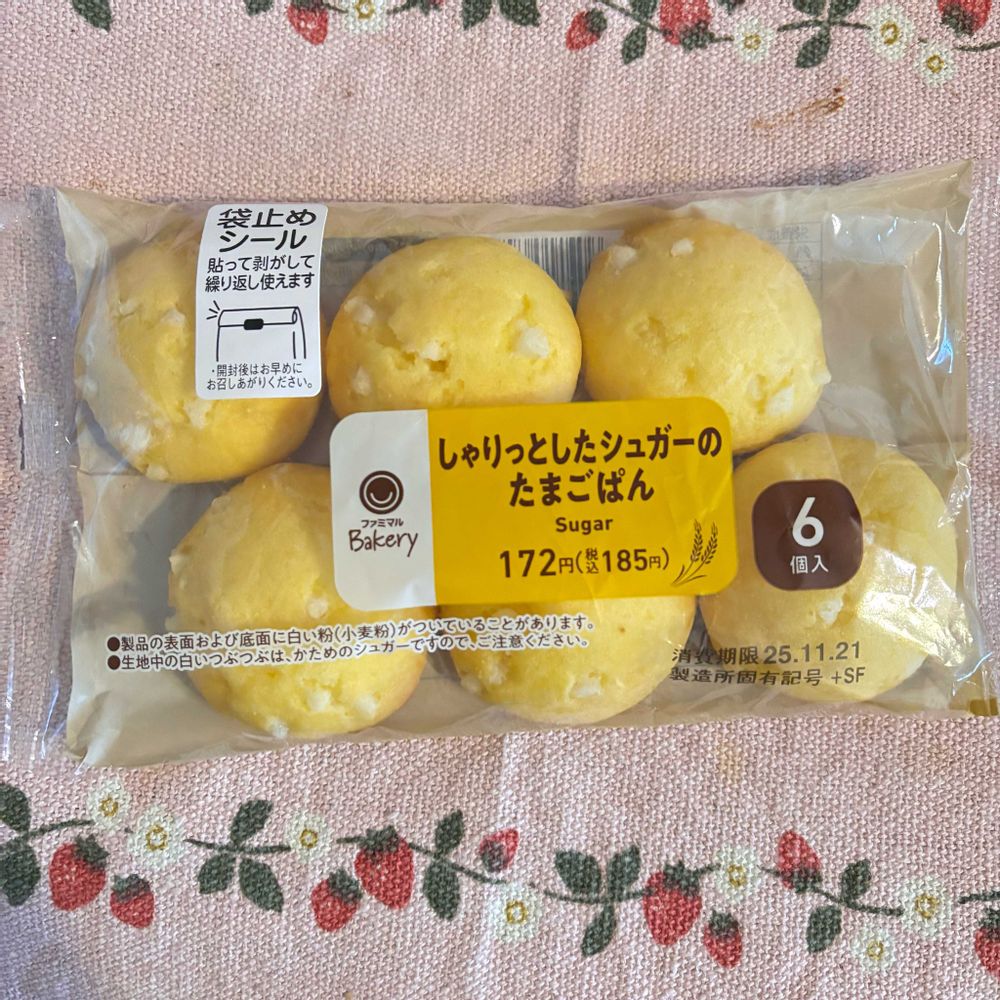 袋止め
シール
貼って剥がして
繰り返し使えます
・開封後はお早めに
お召しあがりください。
しゃりっとしたシュガーの
たまごぱん
Sugar
172円(税込185円)
ファミマル
Bakery
6
個入
●製品の表面および底面に白い粉(小麦粉)がついていることがあります。
●生地中の白いつぶつぶは、かためのシュガーですので、ご注意ください。
消費期限 25.11.21
製造所固有記号 +SF